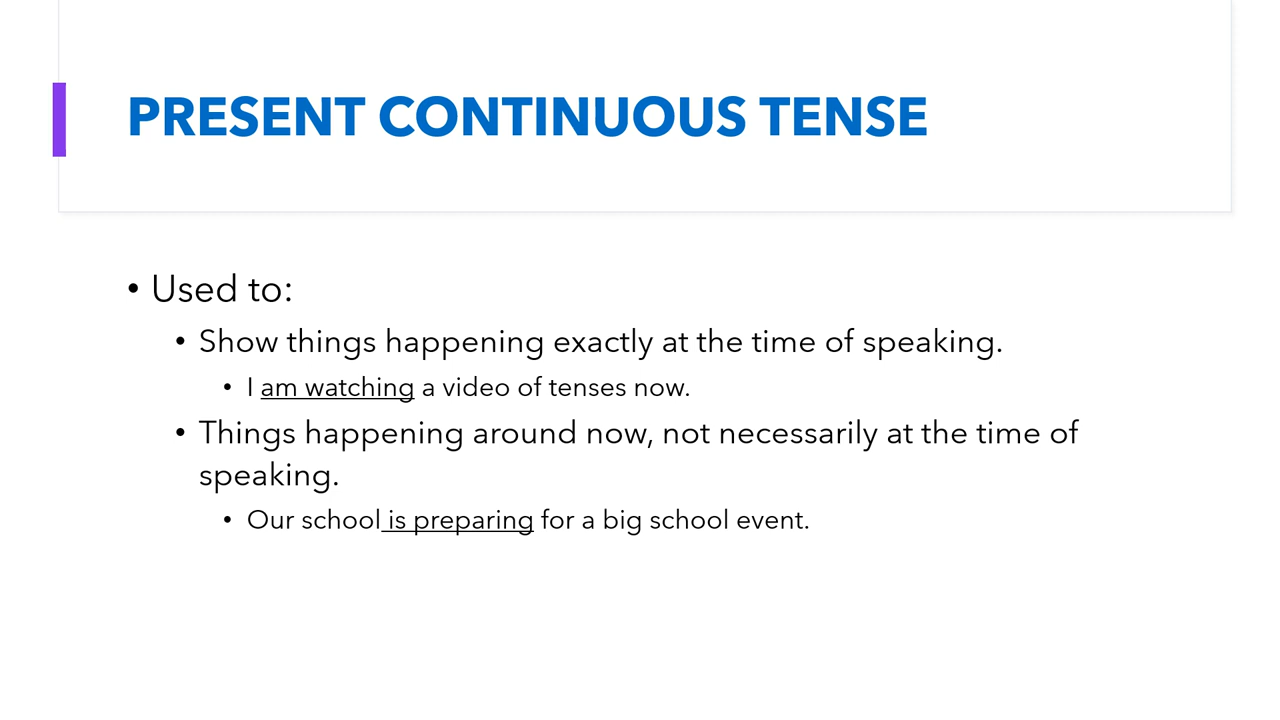 PRESENT CONTINUOUS TENSE
• Used to:
• Show things happening exactly at the time of speaking.
• I am watching a video of tenses now.
• Things happening around now, not necessarily at the time of
speaking.
• Our school is preparing for a big school event.